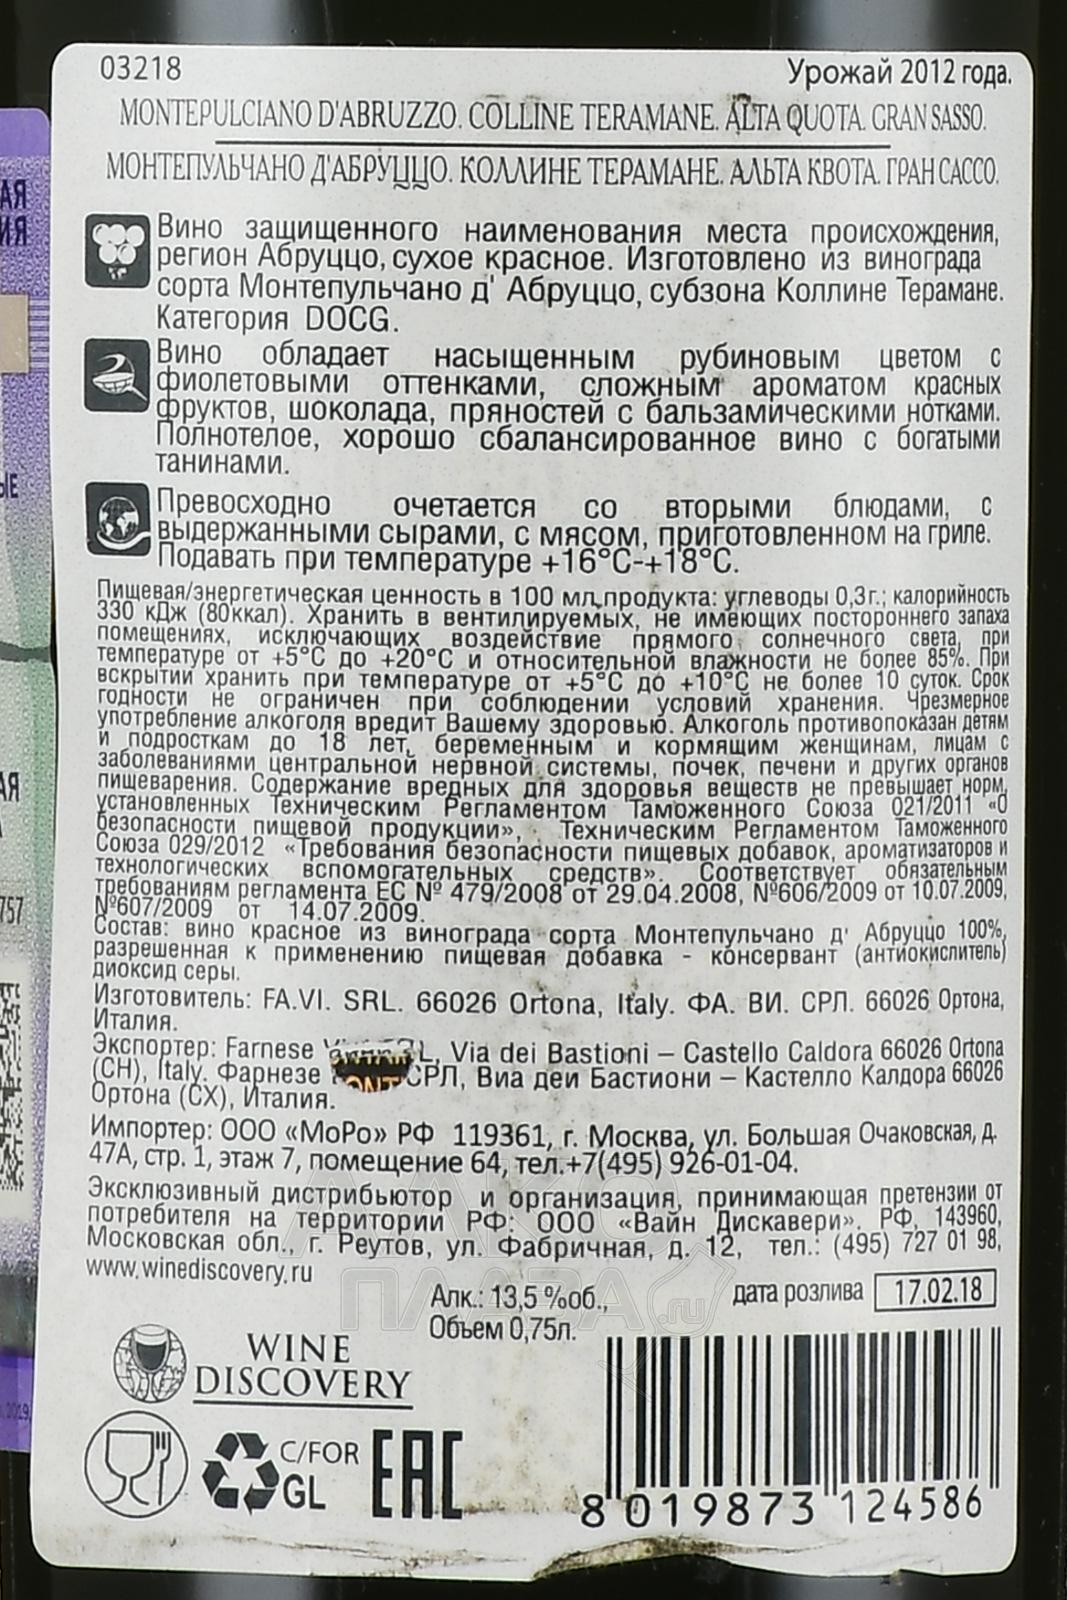 03218
Урожай 2012 года.
MONTEPULCIANO D'ABRUZZO. COLLINE TERAMANE. ALTA QUOTA. GRAN SASSO.
МОНТЕПУЛЬЧАНО Д'АБРУЦЦО. КОЛЛИНЕ ТЕРАМАНЕ. АЛЬТА КВОТА. ГРАН САССО.
Вино защищенного наименования места происхождения,
регион Абруццо, сухое красное. Изготовлено из винограда
сорта Монтепульчано д' Абруццо, субзона Коллине Терамане.
Категория DOCG.
Вино обладает насыщенным рубиновым цветом с
фиолетовыми оттенками, сложным ароматом красных
фруктов, шоколада, пряностей с бальзамическими нотками.
Полнотелое, хорошо сбалансированное вино с богатыми
танинами.
Превосходно очетается со вторыми блюдами, с
выдержанными сырами, с мясом, приготовленном на гриле.
Подавать при температуре +16°C-+18°C.
Пищевая/энергетическая ценность в 100 мл.продукта: углеводы 0,3г.; калорийность
330 кДж (80ккал). Хранить в вентилируемых, не имеющих постороннего запаха
помещениях, исключающих воздействие прямого солнечного света, при
температуре от +5°C до +20°C и относительной влажности не более 85%. При
вскрытии хранить при температуре от +5°C до +10°C не более 10 суток. Срок
годности не ограничен при соблюдении условий хранения. Чрезмерное
употребление алкоголя вредит Вашему здоровью. Алкоголь противопоказан детям
и подросткам до 18 лет, беременным и кормящим женщинам, лицам с
заболеваниями центральной нервной системы, почек, печени и других органов
пищеварения. Содержание вредных для здоровья веществ не превышает норм,
установленных Техническим Регламентом Таможенного Союза 021/2011 «О
безопасности пищевой продукции», Техническим Регламентом Таможенного
Союза 029/2012 «Требования безопасности пищевых добавок, ароматизаторов и
технологических вспомогательных средств». Соответствует обязательным
требованиям регламента ЕС № 479/2008 от 29.04.2008, №606/2009 от 10.07.2009,
№607/2009 от 14.07.2009.
Состав: вино красное из винограда сорта Монтепульчано д' Абруццо 100%,
разрешенная к применению пищевая добавка - консервант (антиокислитель)
диоксид серы.
Изготовитель: FA.VI. SRL. 66026 Ortona, Italy. ФА. ВИ. СРЛ. 66026 Ортона,
Италия.
Экспортер: Farnese Via dei Bastioni – Castello Caldora 66026 Ortona
(CH), Italy. Фарнезе СРЛ, Виа деи Бастиони – Кастелло Калдора 66026
Ортона (СХ), Италия.
Импортер: ООО «МоРо» РФ 119361, г. Москва, ул. Большая Очаковская, д.
47А, стр. 1, этаж 7, помещение 64, тел.+7(495) 926-01-04.
Эксклюзивный дистрибьютор и организация, принимающая претензии от
потребителя на территории РФ: ООО «Вайн Дискавери». РФ, 143960,
Московская обл., г. Реутов, ул. Фабричная, д. 12, тел.: (495) 727 01 98,
www.winediscovery.ru
Алк.: 13,5 %об.,
дата розлива 17.02.18
Объем 0,75л.
WINE
DISCOVERY
C/FOR
GL
EAC
8 019873 124586
АЛКО
ПЛАЗА.ru
АЯ
ИЯ
ЫЕ
АЯ
757
2019